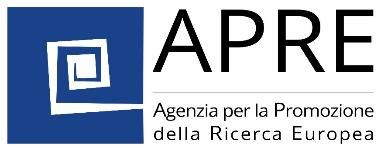 APRE
Agenzia per la Promozione
della Ricerca Europea